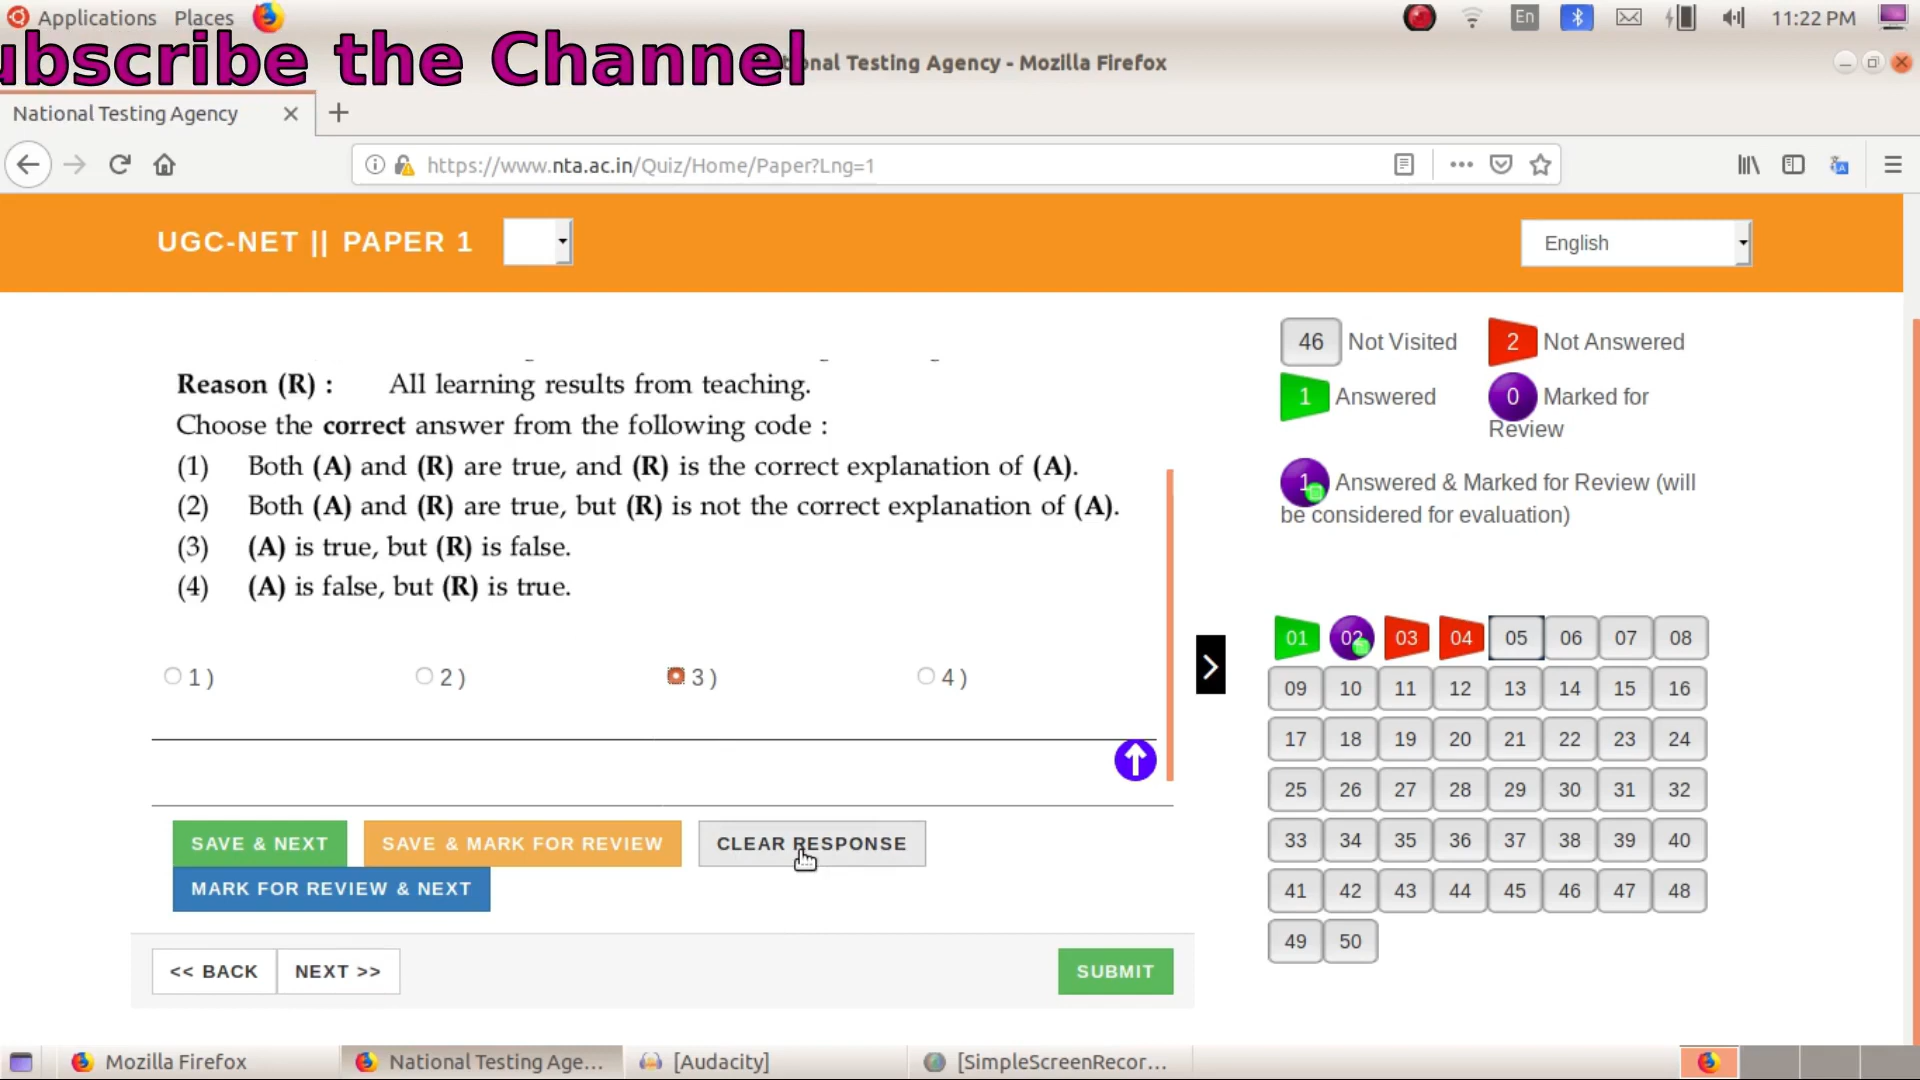 Applications Places En 11:22 PM
ubscribe the Channel
onal Testing Agency - Mozilla Firefox
National Testing Agency
https://www.nta.ac.in/Quiz/Home/Paper?Lng=1
UGC-NET || PAPER 1
English
Reason (R) : All learning results from teaching.
Choose the correct answer from the following code :
(1) Both (A) and (R) are true, and (R) is the correct explanation of (A).
(2) Both (A) and (R) are true, but (R) is not the correct explanation of (A).
(3) (A) is true, but (R) is false.
(4) (A) is false, but (R) is true.
1 ) 2 ) 3 ) 4 )
SAVE & NEXT SAVE & MARK FOR REVIEW CLEAR RESPONSE
MARK FOR REVIEW & NEXT
<< BACK NEXT >> SUBMIT
46 Not Visited 2 Not Answered
1 Answered 0 Marked for
Review
1 Answered & Marked for Review (will
be considered for evaluation)
01 02 03 04 05 06 07 08
09 10 11 12 13 14 15 16
17 18 19 20 21 22 23 24
25 26 27 28 29 30 31 32
33 34 35 36 37 38 39 40
41 42 43 44 45 46 47 48
49 50
Mozilla Firefox National Testing Age... [Audacity] [SimpleScreenRecor...